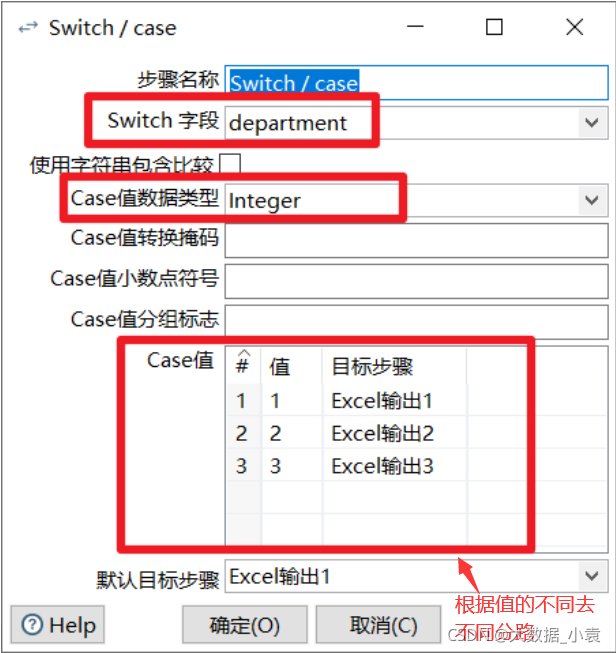 Switch / case
步骤名称 Switch / case
Switch 字段 department
使用字符串包含比较
Case值数据类型 Integer
Case值转换掩码
Case值小数点符号
Case值分组标志
Case值 # 值 目标步骤
1 1 Excel输出1
2 2 Excel输出2
3 3 Excel输出3
默认目标步骤 Excel输出1
根据值的不同去
不同分路
Help 确定(O) 取消(C)
CSDN @大数据_小袁